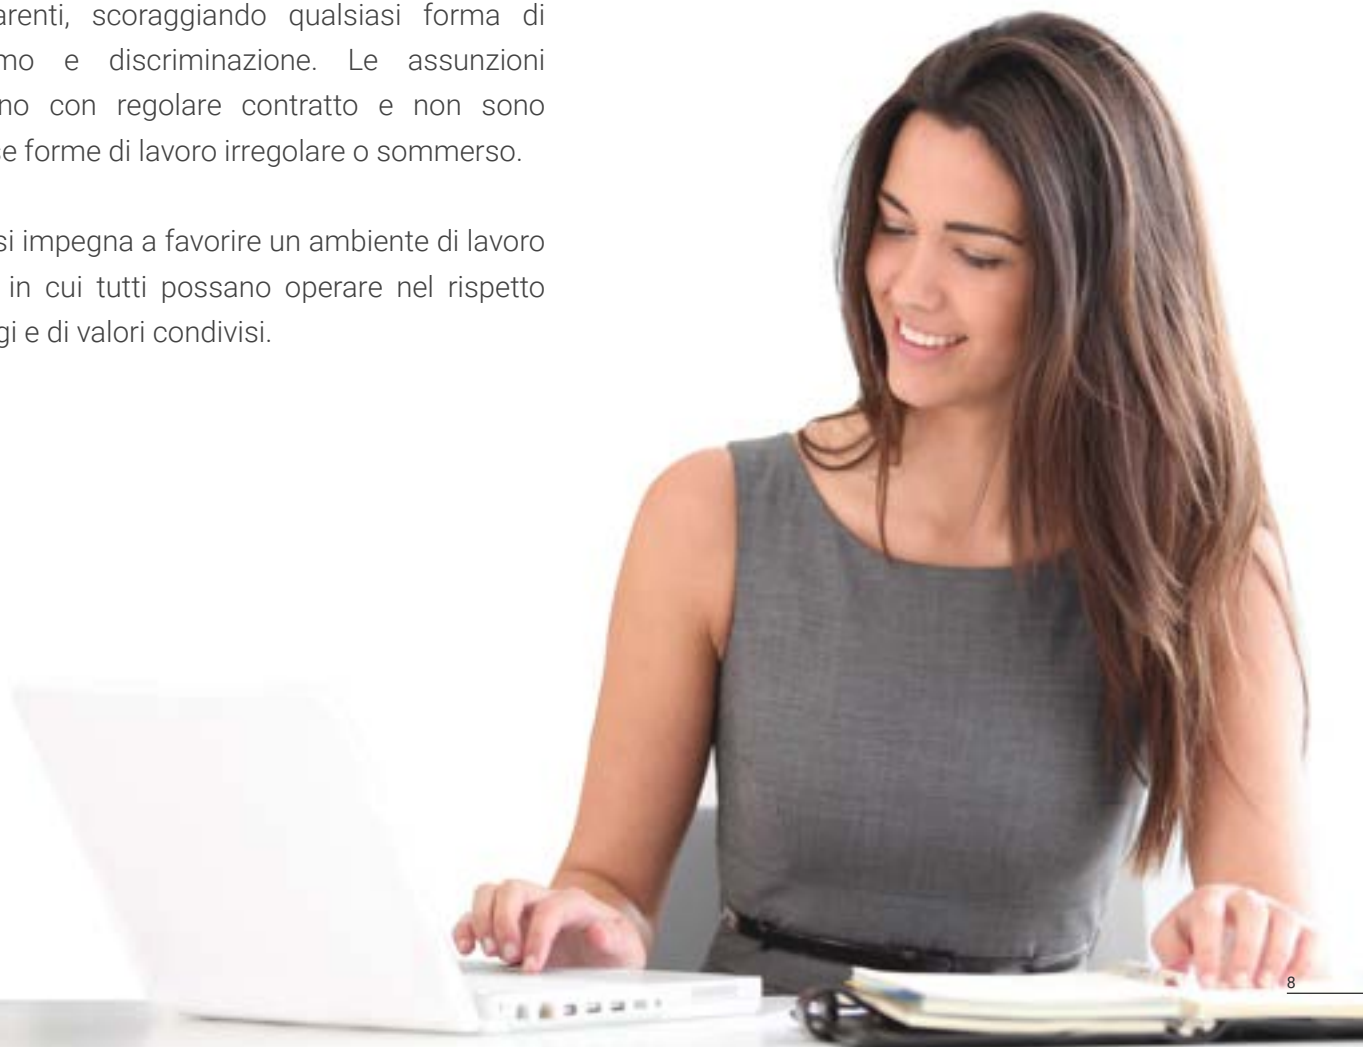 arenti, scoraggiando qualsiasi forma di
mo e discriminazione. Le assunzioni
no con regolare contratto e non sono
se forme di lavoro irregolare o sommerso.
si impegna a favorire un ambiente di lavoro
in cui tutti possano operare nel rispetto
gi e di valori condivisi.
8